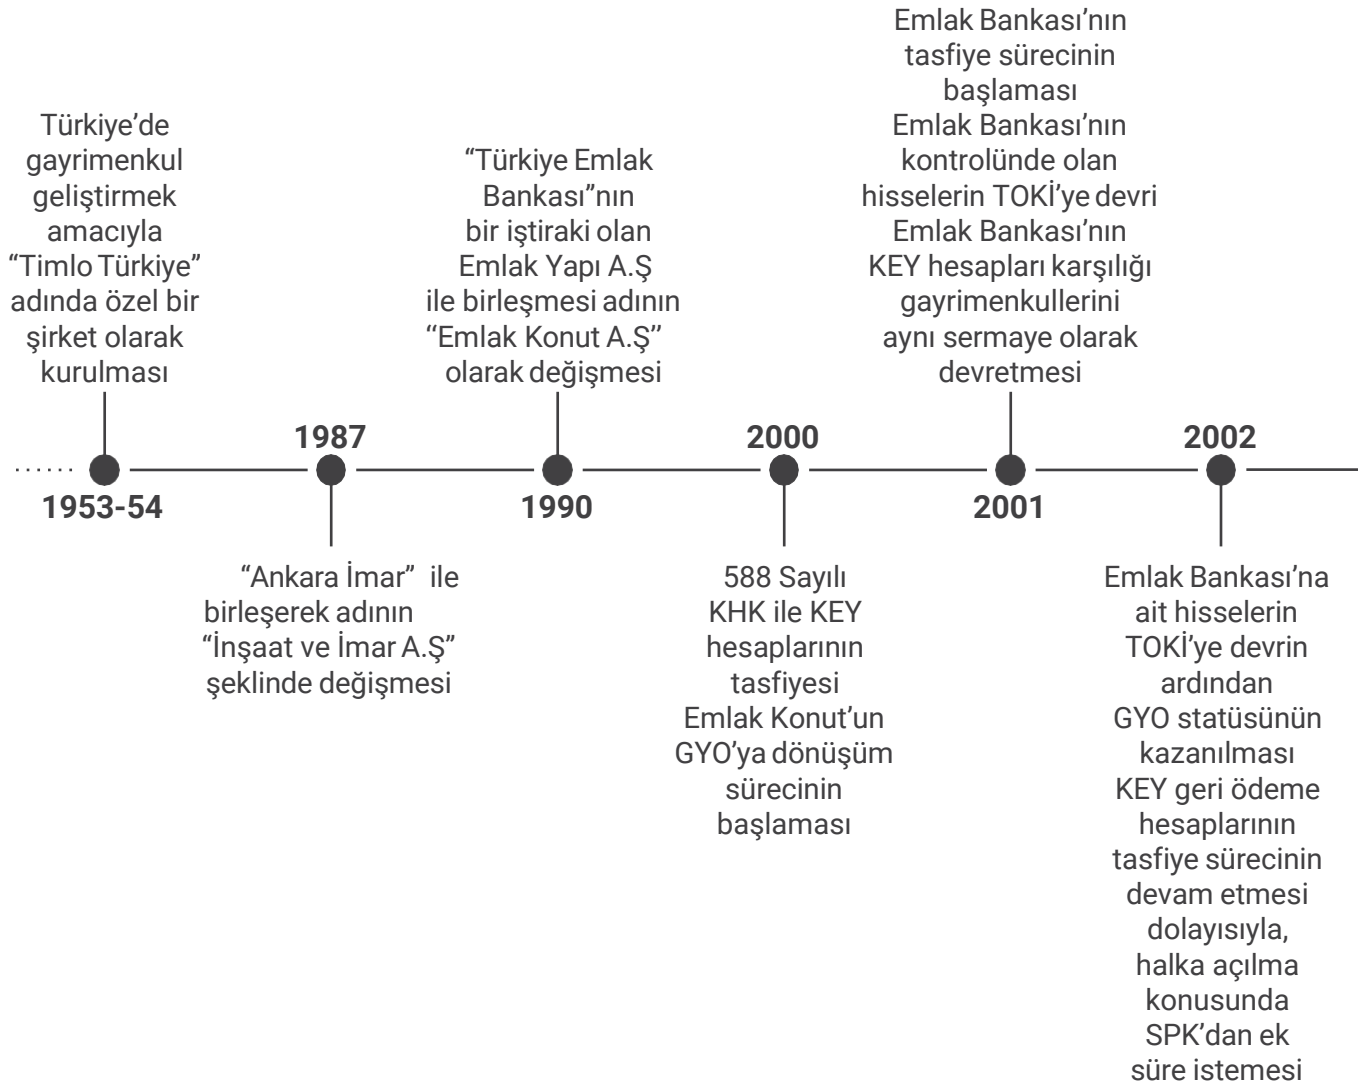 Türkiye’de
gayrimenkul
geliştirmek
amacıyla
“Timlo Türkiye”
adında özel bir
şirket olarak
kurulması
1953-54
1987
“Ankara İmar” ile
birleşerek adının
“İnşaat ve İmar A.Ş”
şeklinde değişmesi
“Türkiye Emlak
Bankası”nın
bir iştiraki olan
Emlak Yapı A.Ş
ile birleşmesi adının
“Emlak Konut A.Ş”
olarak değişmesi
1990
2000
588 Sayılı
KHK ile KEY
hesaplarının
tasfiyesi
Emlak Konut’un
GYO’ya dönüşüm
sürecinin
başlaması
Emlak Bankası’nın
tasfiye sürecinin
başlaması
Emlak Bankası’nın
kontrolünde olan
hisselerin TOKİ’ye devri
Emlak Bankası’nın
KEY hesapları karşılığı
gayrimenkullerini
aynı sermaye olarak
devretmesi
2001
2002
Emlak Bankası’na
ait hisselerin
TOKİ’ye devrin
ardından
GYO statüsünün
kazanılması
KEY geri ödeme
hesaplarının
tasfiye sürecinin
devam etmesi
dolayısıyla,
halka açılma
konusunda
SPK’dan ek
süre istemesi